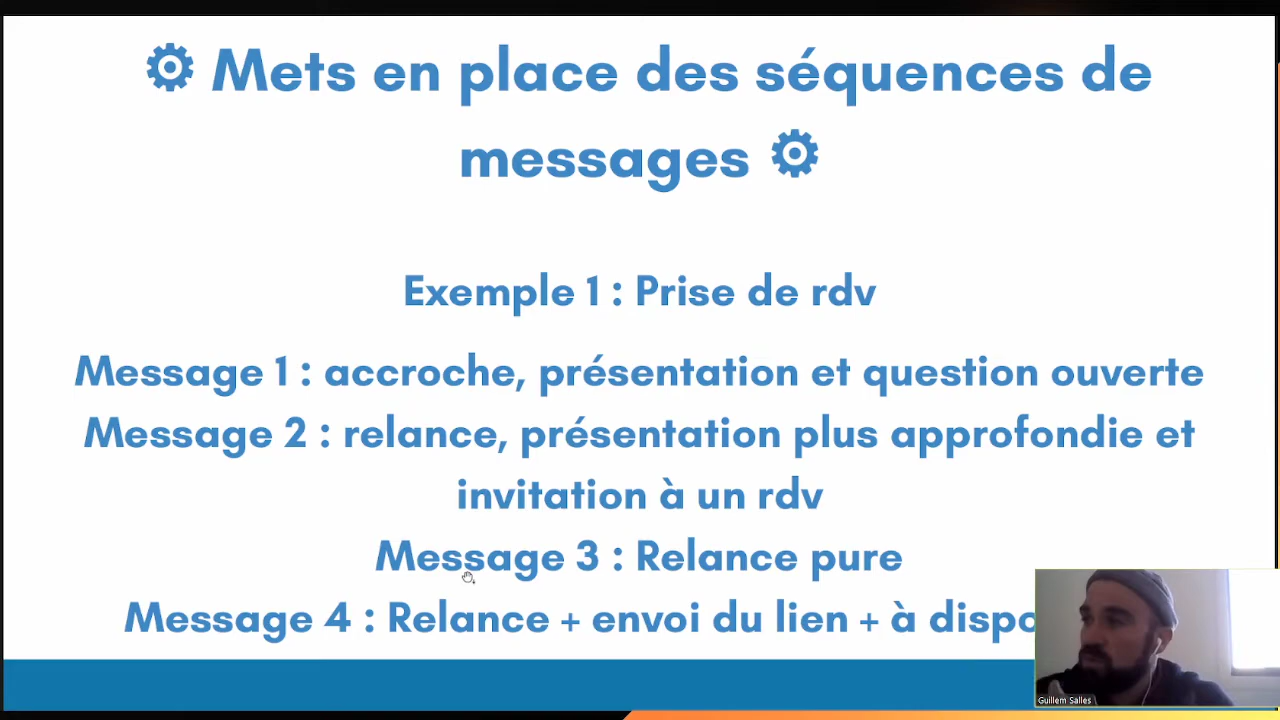 ⚙ Mets en place des séquences de
messages ⚙
Exemple 1 : Prise de rdv
Message 1 : accroche, présentation et question ouverte
Message 2 : relance, présentation plus approfondie et
invitation à un rdv
Message 3 : Relance pure
Message 4 : Relance + envoi du lien + à dispo
Guillem Salles